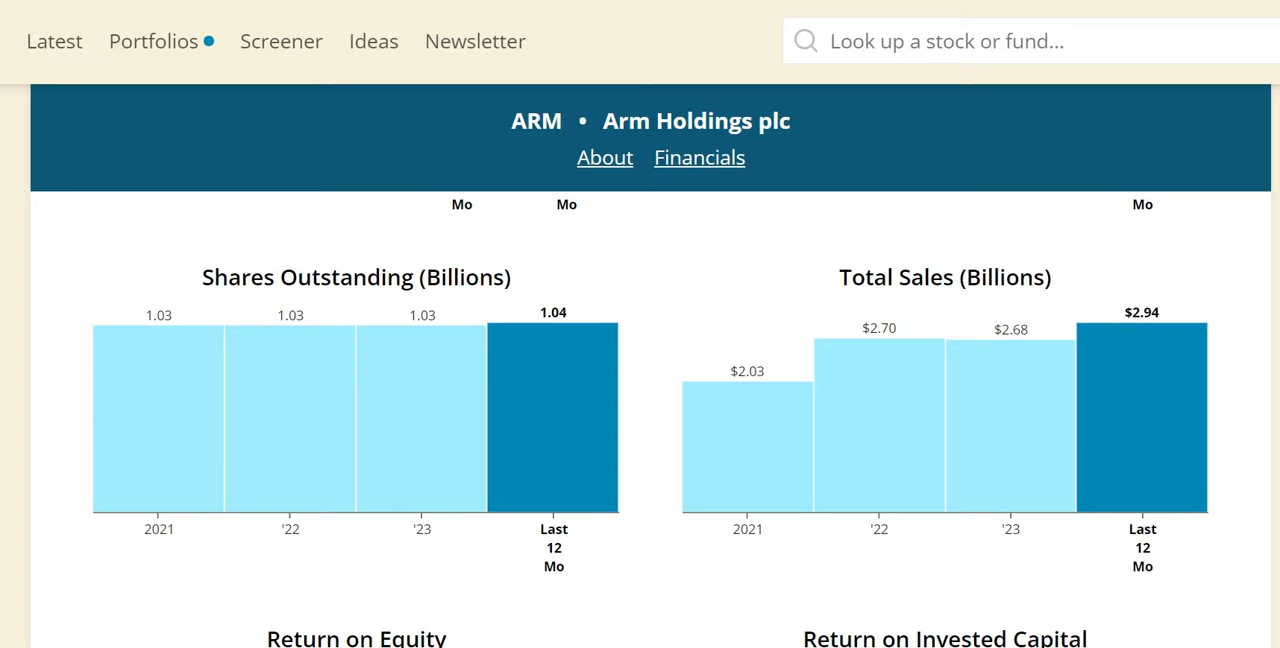 Latest Portfolios Screener Ideas Newsletter Look up a stock or fund...
ARM • Arm Holdings plc
About Financials
Mo Mo Mo
Shares Outstanding (Billions)
1.03 1.03 1.03 1.04
2021 '22 '23 Last
12
Mo
Total Sales (Billions)
$2.03 $2.70 $2.68 $2.94
2021 '22 '23 Last
12
Mo
Return on Equity
Return on Invested Capital